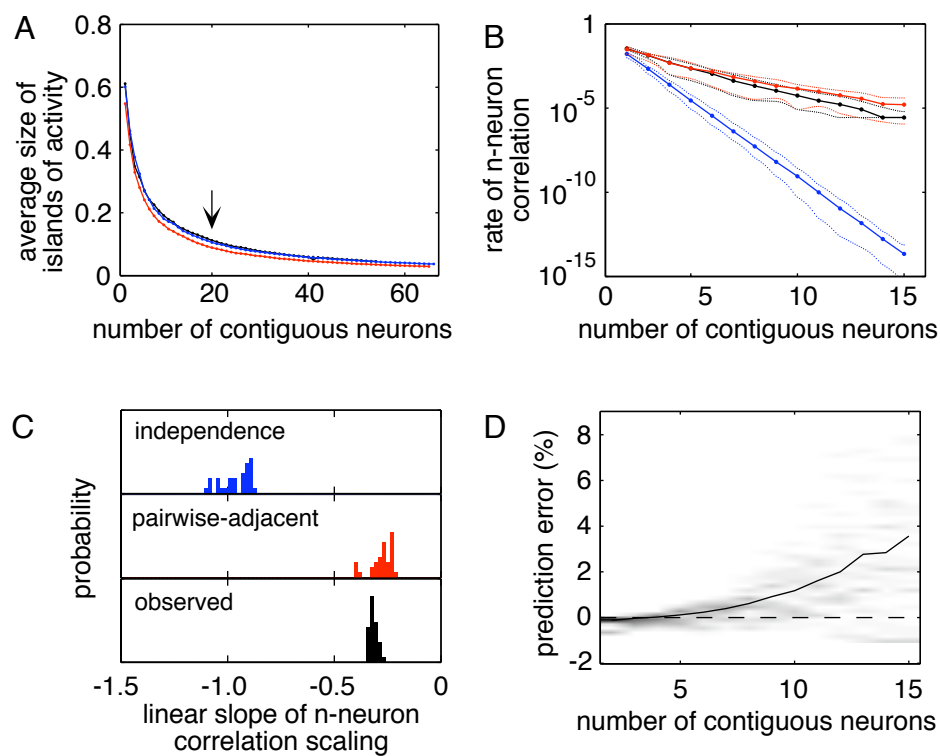 A
0.8
0.6
0.4
0.2
0
0
20
40
60
average size of
islands of activity
number of contiguous neurons
B
10-1
10-5
10-10
10-15
0
5
10
15
rate of n-neuron
correlation
number of contiguous neurons
C
independence
pairwise-adjacent
observed
probability
-1.5
-1.0
-0.5
0
linear slope of n-neuron
correlation scaling
D
8
6
4
2
0
-2
5
10
15
prediction error (%)
number of contiguous neurons